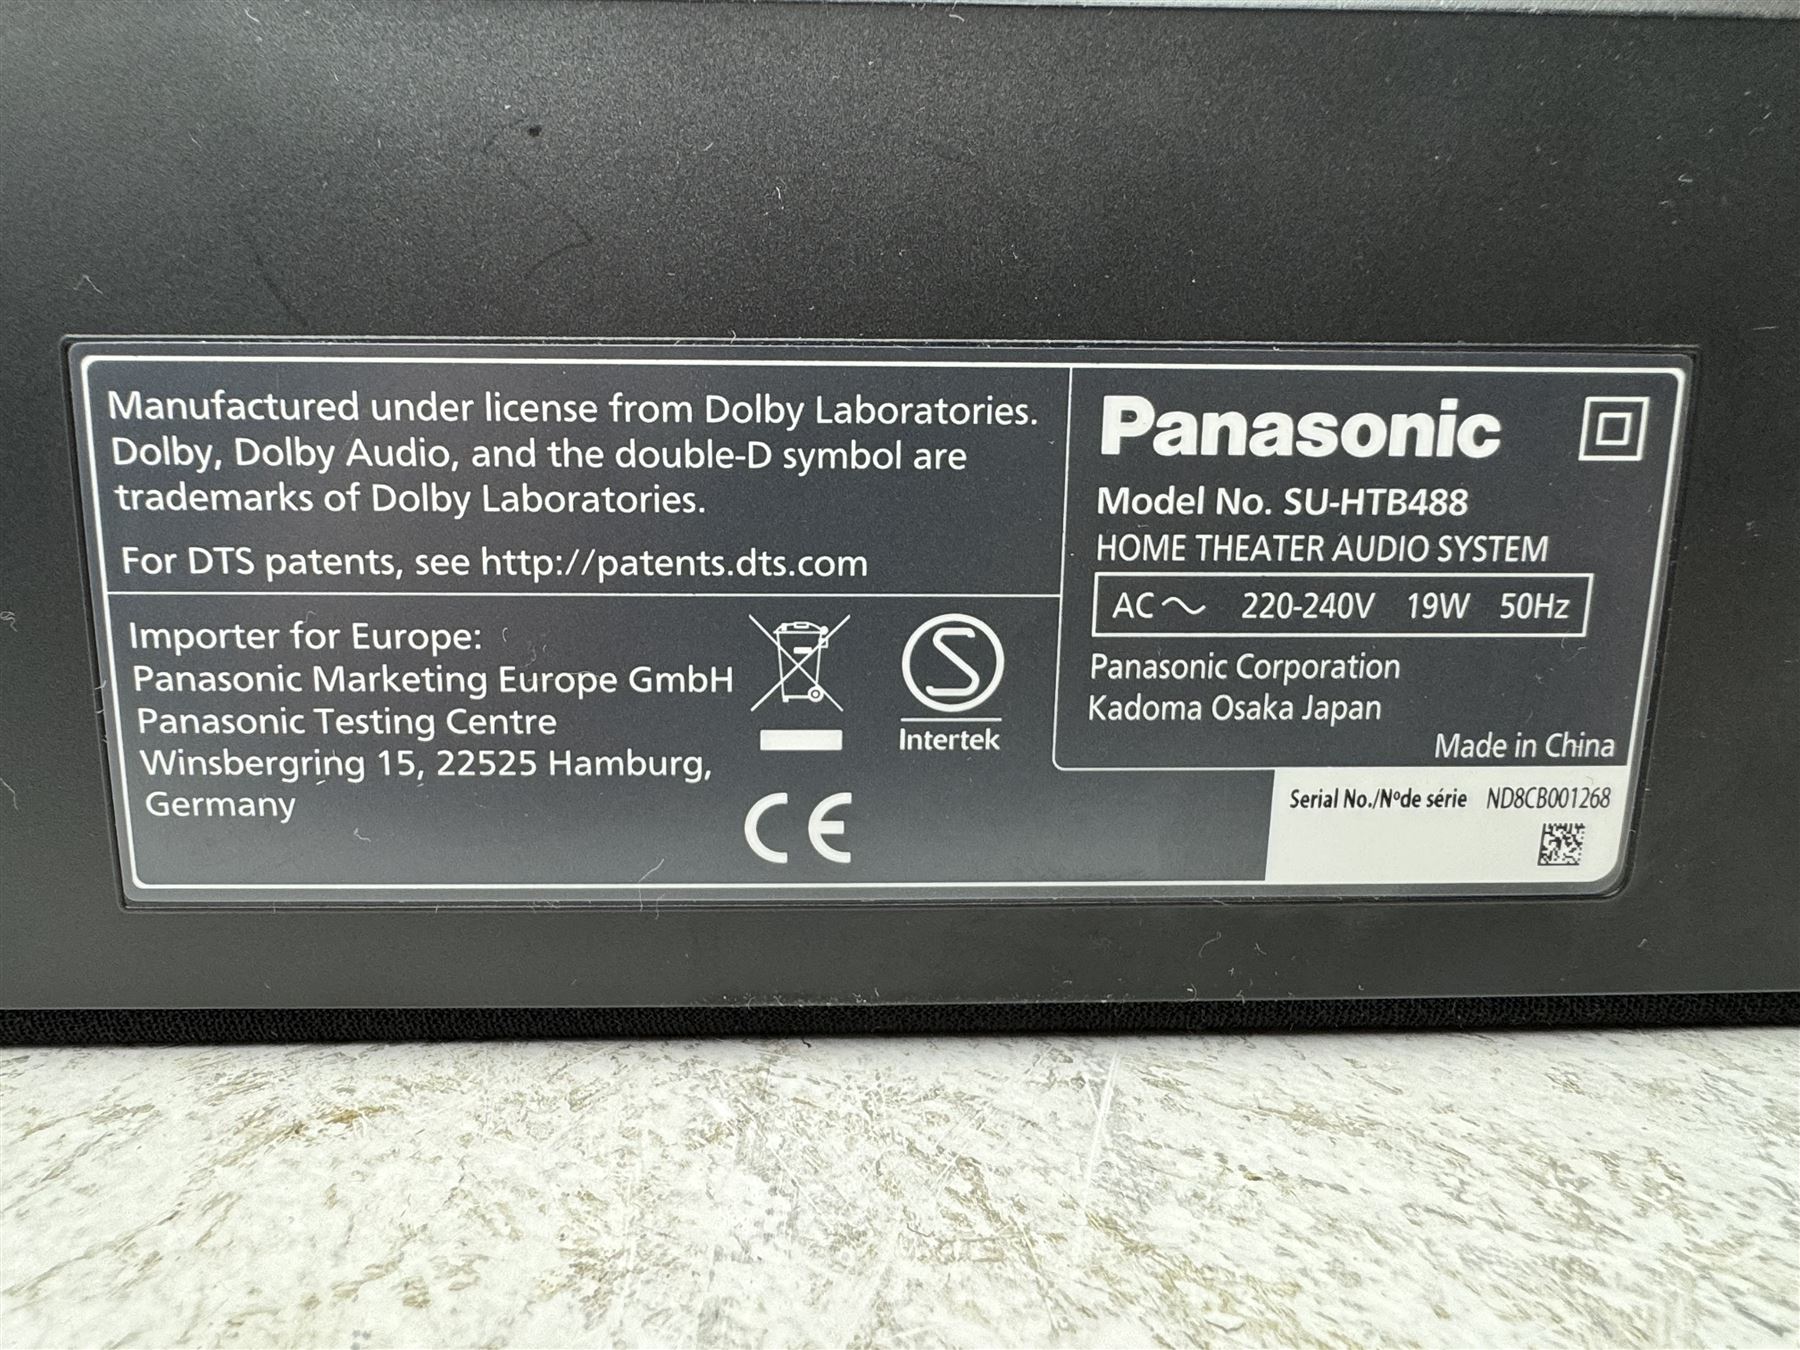 Manufactured under license from Dolby Laboratories.
Dolby, Dolby Audio, and the double-D symbol are
trademarks of Dolby Laboratories.
For DTS patents, see http://patents.dts.com
Importer for Europe:
Panasonic Marketing Europe GmbH
Panasonic Testing Centre
Winsbergring 15, 22525 Hamburg,
Germany
S
Intertek
CE
Panasonic
Model No. SU-HTB488
HOME THEATER AUDIO SYSTEM
AC ~ 220-240V 19W 50Hz
Panasonic Corporation
Kadoma Osaka Japan
Made in China
Serial No./Nºde série ND8CB001268